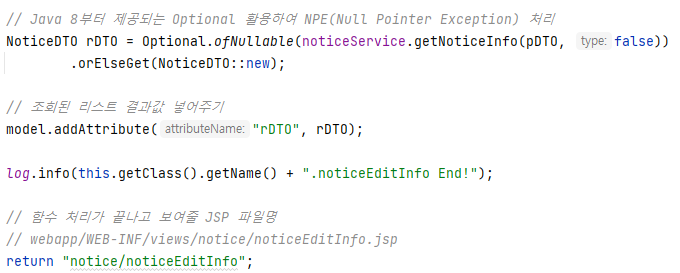 // Java 8부터 제공되는 Optional 활용하여 NPE(Null Pointer Exception) 처리
NoticeDTO rDTO = Optional.ofNullable(noticeService.getNoticeInfo(pDTO, type: false))
.orElseGet(NoticeDTO::new);
// 조회된 리스트 결과값 넣어주기
model.addAttribute( attributeName: "rDTO", rDTO);
log.info(this.getClass().getName() + ".noticeEditInfo End!");
// 함수 처리가 끝나고 보여줄 JSP 파일명
// webapp/WEB-INF/views/notice/noticeEditInfo.jsp
return "notice/noticeEditInfo";